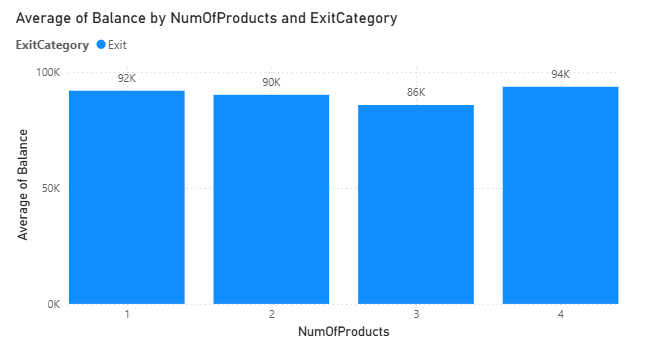 Average of Balance by NumOfProducts and ExitCategory
ExitCategory Exit
100K
92K
90K
86K
94K
50K
0K
Average of Balance
1 2 3 4
NumOfProducts